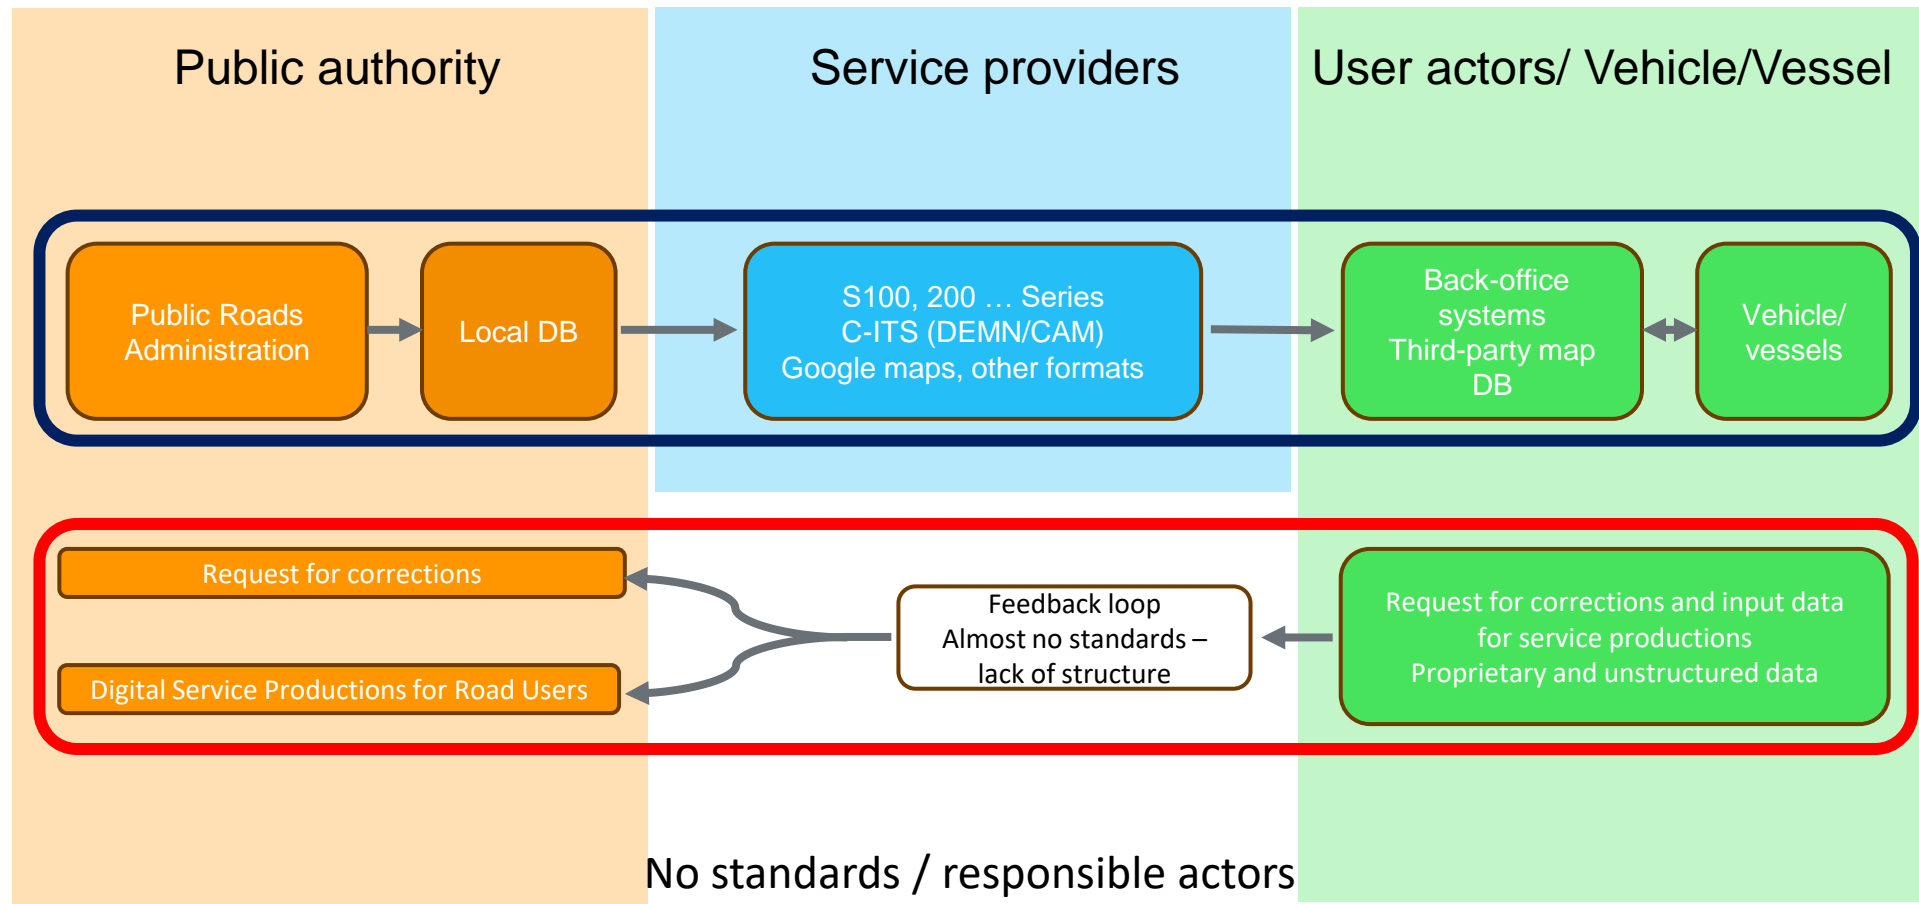 Public authority
Service providers
User actors/ Vehicle/Vessel
Public Roads
Administration
Local DB
S100, 200 … Series
C-ITS (DEMN/CAM)
Google maps, other formats
Back-office
systems
Third-party map
DB
Vehicle/
vessels
Request for corrections
Digital Service Productions for Road Users
Feedback loop
Almost no standards –
lack of structure
Request for corrections and input data
for service productions
Proprietary and unstructured data
No standards / responsible actors